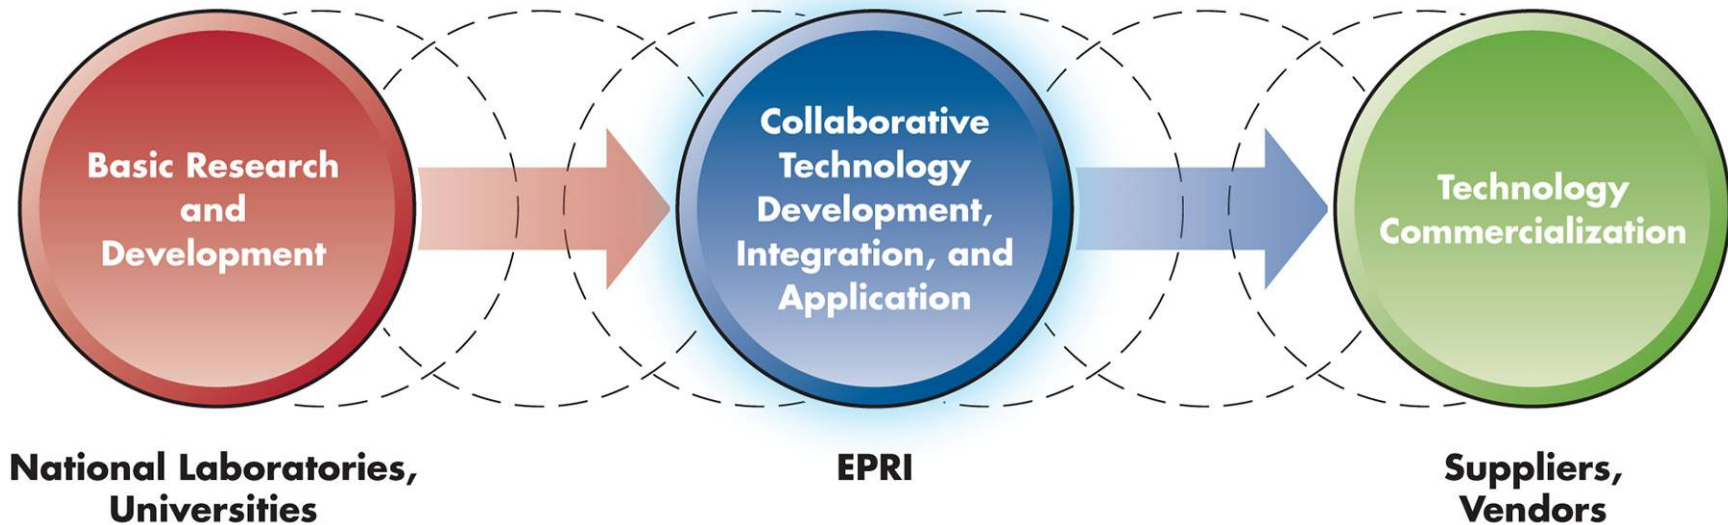 Basic Research
and
Development
Collaborative
Technology
Development,
Integration, and
Application
Technology
Commercialization
National Laboratories,
Universities
EPRI
Suppliers,
Vendors